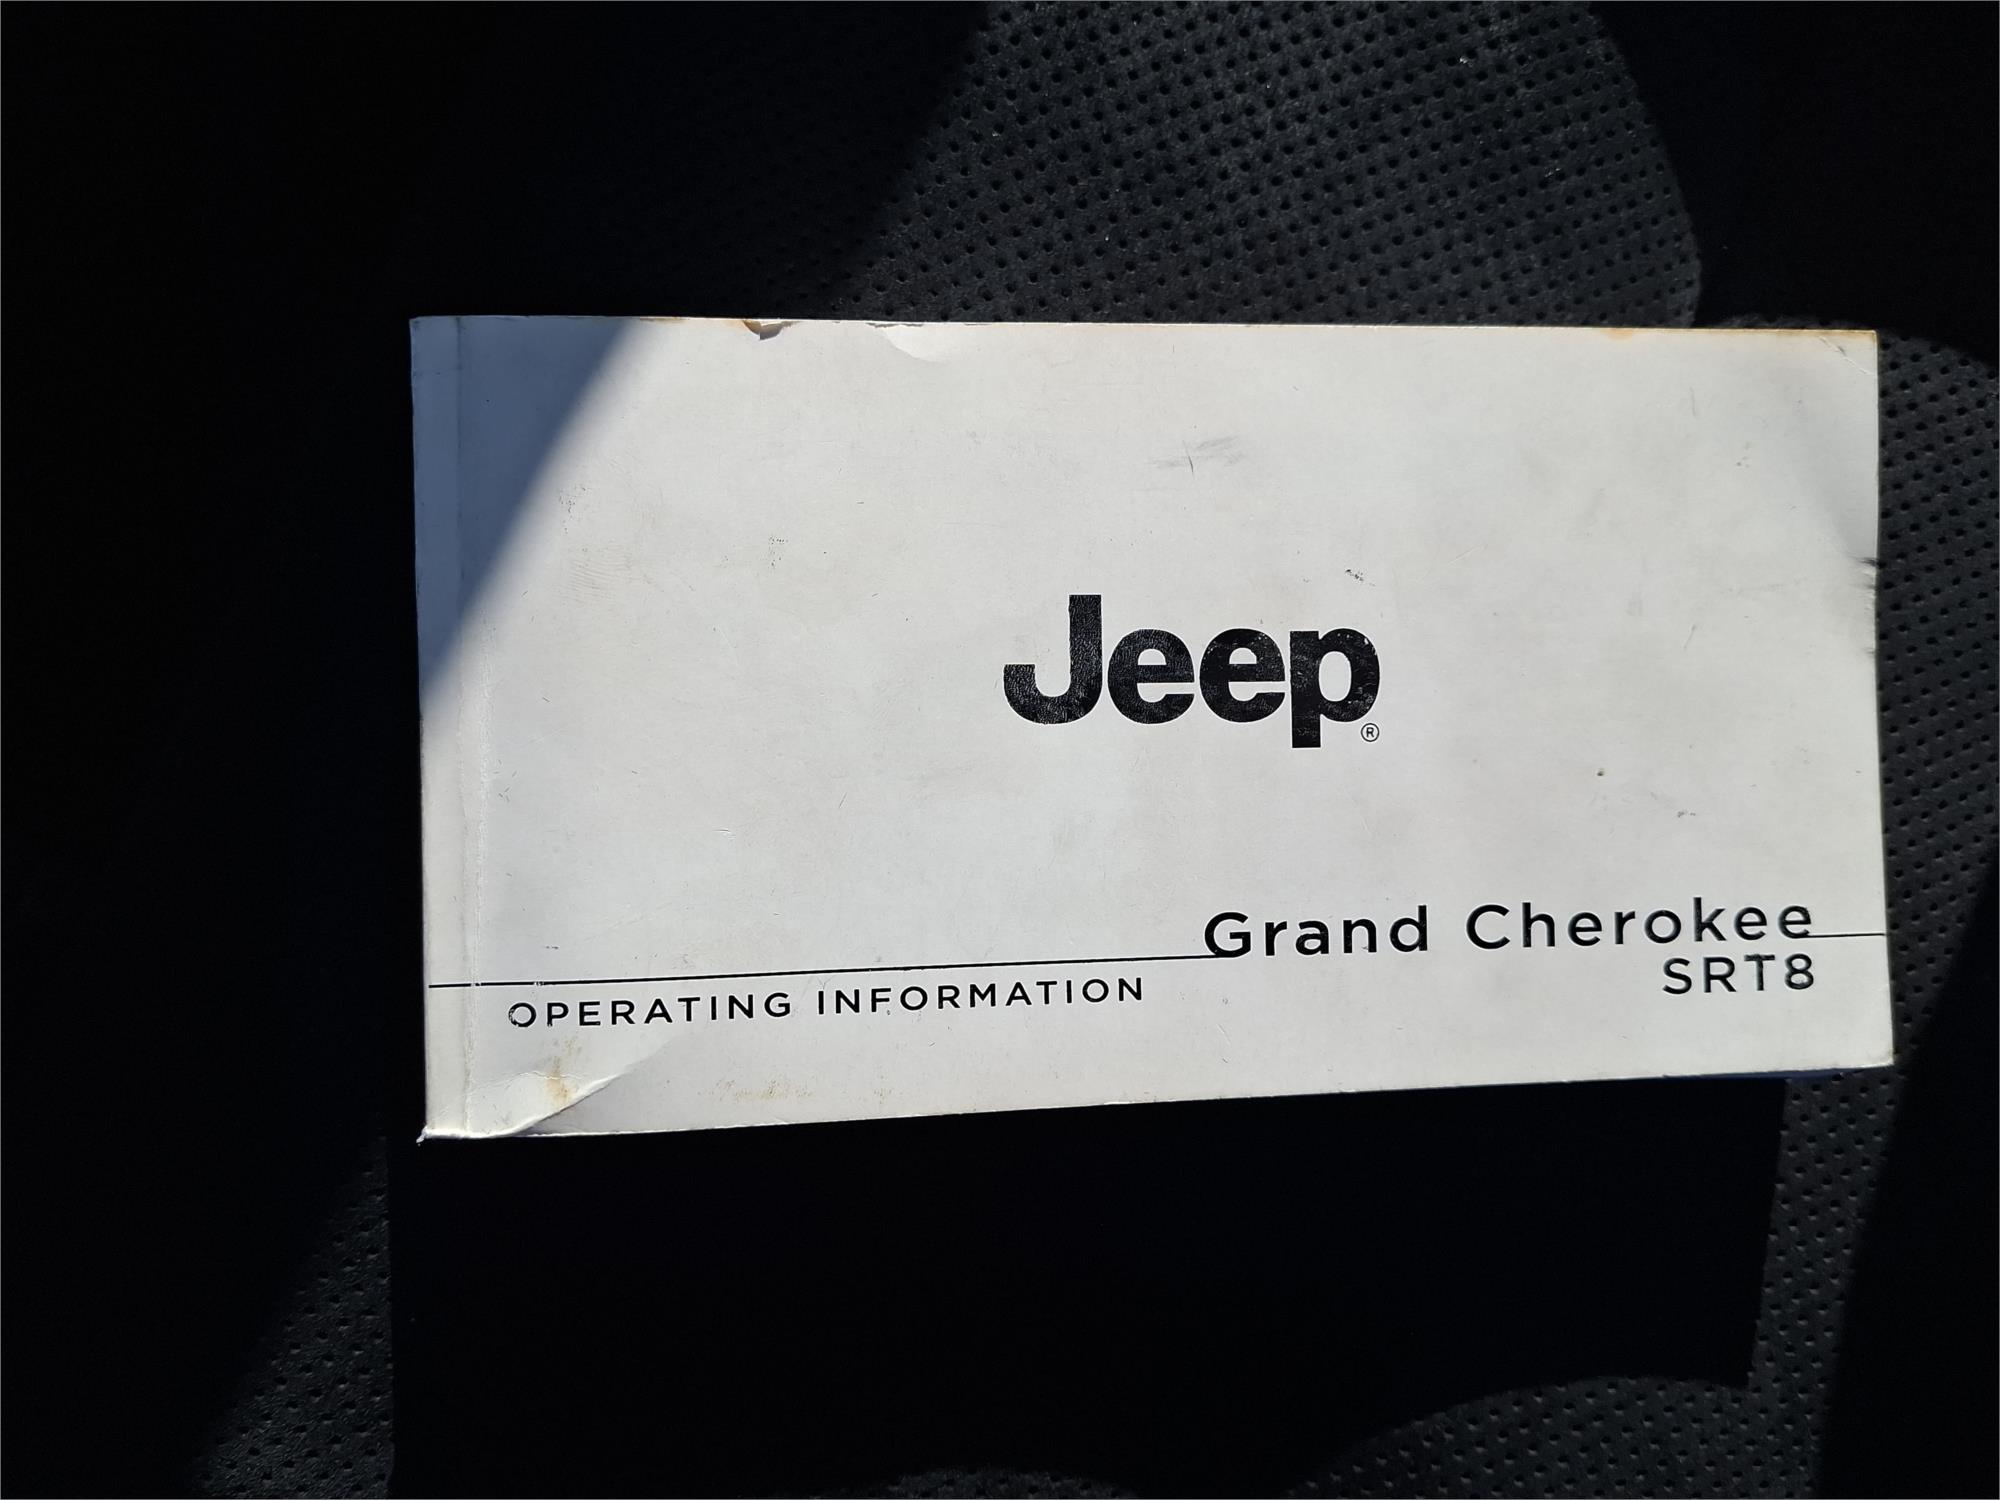 Jeep®
Grand Cherokee
SRT8
OPERATING INFORMATION